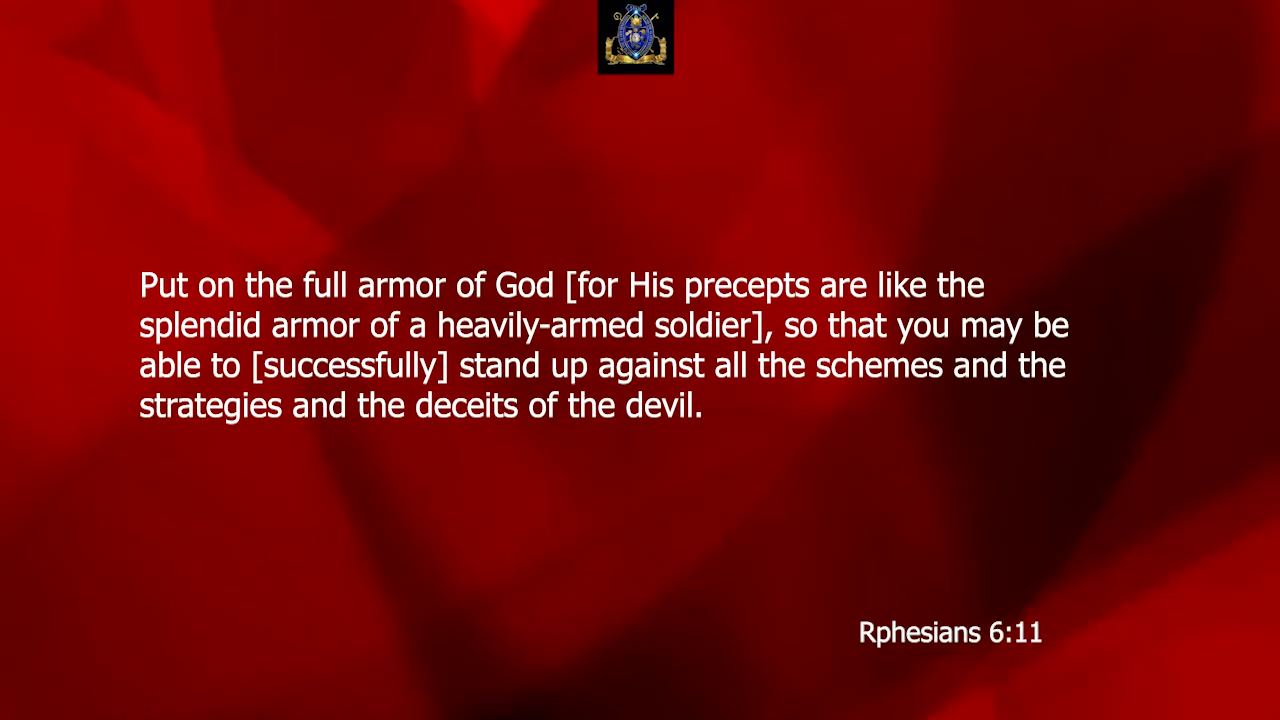 Put on the full armor of God [for His precepts are like the
splendid armor of a heavily-armed soldier], so that you may be
able to [successfully] stand up against all the schemes and the
strategies and the deceits of the devil.
Rphesians 6:11